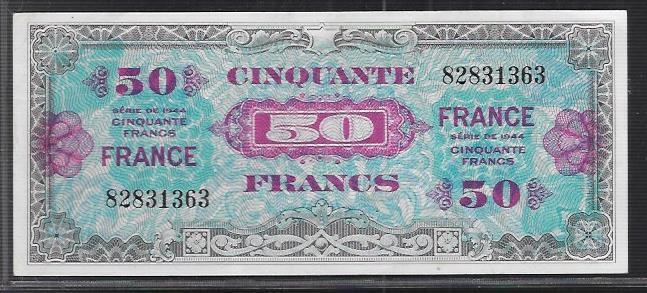 50
SÉRIE DE 1944
CINQUANTE
FRANCS
FRANCE
82831363
CINQUANTE
50
FRANCS
82831363
FRANCE
SÉRIE DE 1944
CINQUANTE
FRANCS
50